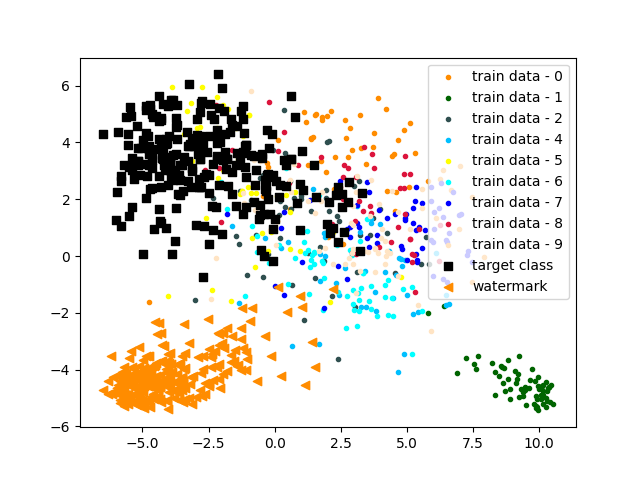 6
4
2
0
−2
−4
−6
−5.0
−2.5
0.0
2.5
5.0
7.5
10.0
train data - 0
train data - 1
train data - 2
train data - 4
train data - 5
train data - 6
train data - 7
train data - 8
train data - 9
target class
watermark